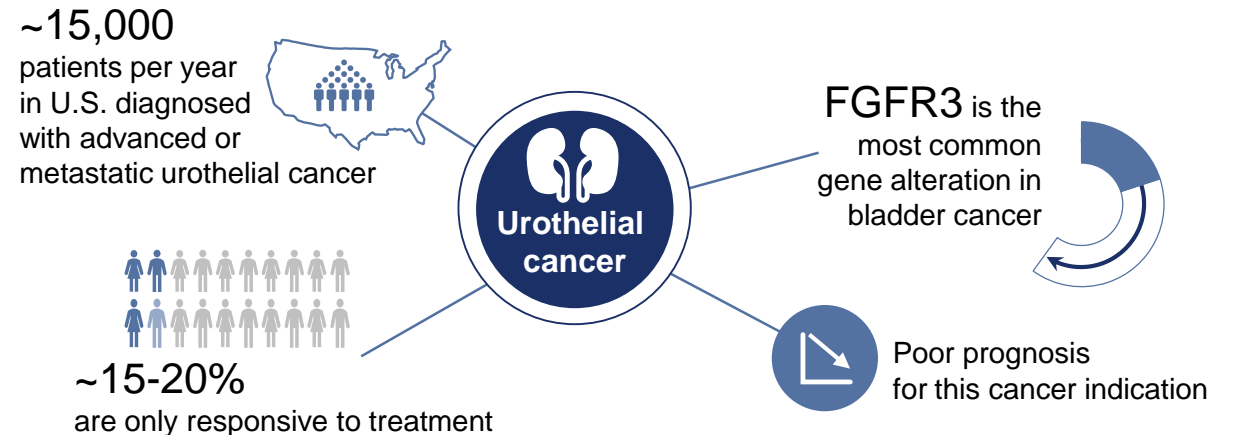 ~15,000
patients per year
in U.S. diagnosed
with advanced or
metastatic urothelial cancer
Urothelial
cancer
FGFR3 is the
most common
gene alteration in
bladder cancer
~15-20%
are only responsive to treatment
Poor prognosis
for this cancer indication